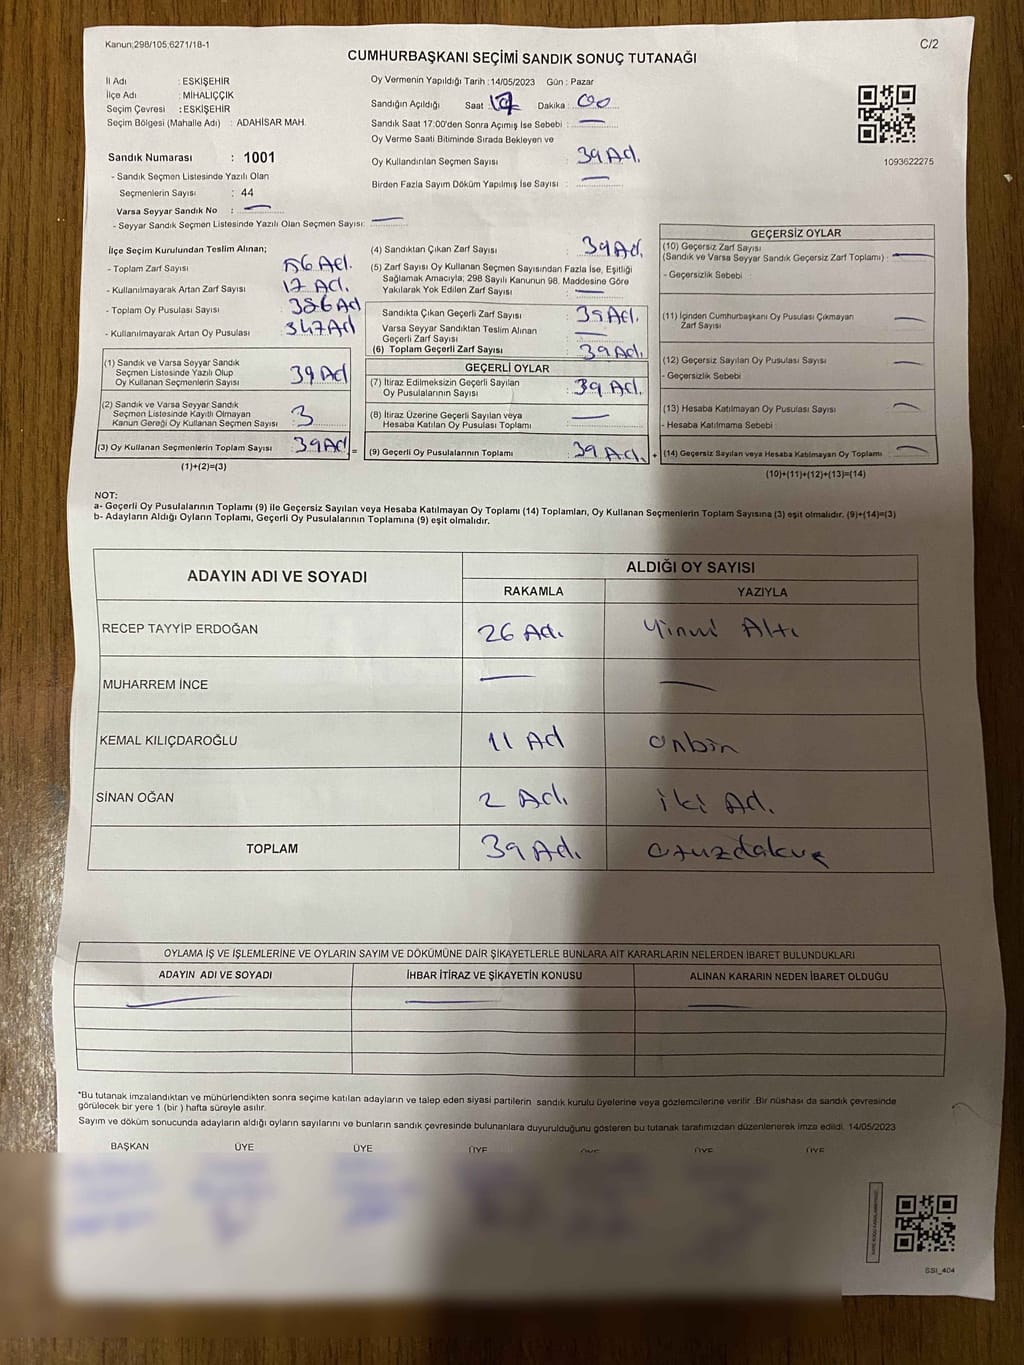 Kanun;298/105;6271/18-1
C/2
CUMHURBAŞKANI SEÇİMİ SANDIK SONUÇ TUTANAĞI
İl Adı : ESKİŞEHİR
İlçe Adı : MİHALIÇÇIK
Seçim Çevresi : ESKİŞEHİR
Seçim Bölgesi (Mahalle Adı) : ADAHİSAR MAH.
Sandık Numarası : 1001
- Sandık Seçmen Listesinde Yazılı Olan
Seçmenlerin Sayısı : 44
Varsa Seyyar Sandık No : —
- Seyyar Sandık Seçmen Listesinde Yazılı Olan Seçmen Sayısı: —
Oy Vermenin Yapıldığı Tarih : 14/05/2023 Gün : Pazar
Sandığın Açıldığı Saat : 17 Dakika : 00
Sandık Saat 17:00'den Sonra Açımış İse Sebebi : —
Oy Verme Saati Bitiminde Sırada Bekleyen ve
Oy Kullandırılan Seçmen Sayısı : 39 Ad.
Birden Fazla Sayım Döküm Yapılmış İse Sayısı : —
1093622275
İlçe Seçim Kurulundan Teslim Alınan;
- Toplam Zarf Sayısı 56 Ad.
- Kullanılmayarak Artan Zarf Sayısı 17 Ad.
- Toplam Oy Pusulası Sayısı 386 Ad
- Kullanılmayarak Artan Oy Pusulası 347 Ad
(1) Sandık ve Varsa Seyyar Sandık
Seçmen Listesinde Yazılı Olup
Oy Kullanan Seçmenlerin Sayısı 39 Ad
(2) Sandık ve Varsa Seyyar Sandık
Seçmen Listesinde Kayıtlı Olmayan
Kanun Gereği Oy Kullanan Seçmen Sayısı 3
(3) Oy Kullanan Seçmenlerin Toplam Sayısı 39 Ad. =
(1)+(2)=(3)
(4) Sandıktan Çıkan Zarf Sayısı : 39 Ad.
(5) Zarf Sayısı Oy Kullanan Seçmen Sayısından Fazla İse, Eşitliği
Sağlamak Amacıyla; 298 Sayılı Kanunun 98. Maddesine Göre
Yakılarak Yok Edilen Zarf Sayısı : —
Sandıkta Çıkan Geçerli Zarf Sayısı : 39 Ad.
Varsa Seyyar Sandıktan Teslim Alınan
Geçerli Zarf Sayısı : —
(6) Toplam Geçerli Zarf Sayısı 39 Ad.
GEÇERLİ OYLAR
(7) İtiraz Edilmeksizin Geçerli Sayılan
Oy Pusulalarının Sayısı : 39 Ad
(8) İtiraz Üzerine Geçerli Sayılan veya
Hesaba Katılan Oy Pusulası Toplamı : —
(9) Geçerli Oy Pusulalarının Toplamı : 39 Ad. +
GEÇERSİZ OYLAR
(10) Geçersiz Zarf Sayısı
(Sandık ve Varsa Seyyar Sandık Geçersiz Zarf Toplamı) : —
- Geçersizlik Sebebi :
(11) İçinden Cumhurbaşkanı Oy Pusulası Çıkmayan
Zarf Sayısı —
(12) Geçersiz Sayılan Oy Pusulası Sayısı : —
- Geçersizlik Sebebi
(13) Hesaba Katılmayan Oy Pusulası Sayısı : —
- Hesaba Katılmama Sebebi :
(14) Geçersiz Sayılan veya Hesaba Katılmayan Oy Toplamı : —
(10)+(11)+(12)+(13)=(14)
NOT:
a- Geçerli Oy Pusulalarının Toplamı (9) ile Geçersiz Sayılan veya Hesaba Katılmayan Oy Toplamı (14) Toplamları, Oy Kullanan Seçmenlerin Toplam Sayısına (3) eşit olmalıdır. (9)+(14)=(3)
b- Adayların Aldığı Oyların Toplamı, Geçerli Oy Pusulalarının Toplamına (9) eşit olmalıdır.
ADAYIN ADI VE SOYADI ALDIĞI OY SAYISI
RAKAMLA YAZIYLA
RECEP TAYYİP ERDOĞAN 26 Ad. Yirmi Altı
MUHARREM İNCE — —
KEMAL KILIÇDAROĞLU 11 Ad onbir
SİNAN OĞAN 2 Ad. iki Ad.
TOPLAM 39 Ad. otuzdokuz
OYLAMA İŞ VE İŞLEMLERİNE VE OYLARIN SAYIM VE DÖKÜMÜNE DAİR ŞİKAYETLERLE BUNLARA AİT KARARLARIN NELERDEN İBARET BULUNDUKLARI
ADAYIN ADI VE SOYADI İHBAR İTİRAZ VE ŞİKAYETİN KONUSU ALINAN KARARIN NEDEN İBARET OLDUĞU
— — —
*Bu tutanak imzalandıktan ve mühürlendikten sonra seçime katılan adayların ve talep eden siyasi partilerin sandık kurulu üyelerine veya gözlemcilerine verilir .Bir nüshası da sandık çevresinde
görülecek bir yere 1 (bir ) hafta süreyle asılır.
Sayım ve döküm sonucunda adayların aldığı oyların sayılarını ve bunların sandık çevresinde bulunanlara duyurulduğunu gösteren bu tutanak tarafımızdan düzenlenerek imza edildi. 14/05/2023
BAŞKAN ÜYE ÜYE ÜYE ÜYE ÜYE ÜYE
SSI_404